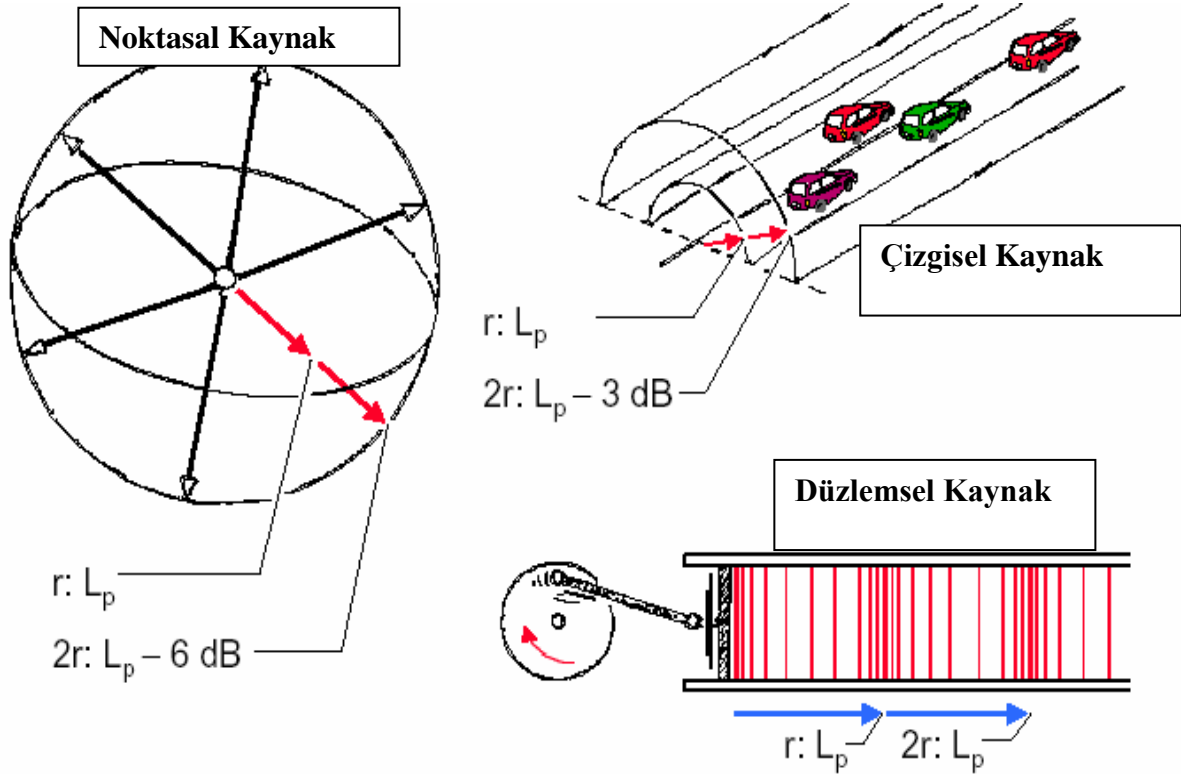 Noktasal Kaynak
r: Lp
2r: Lp – 6 dB
Çizgisel Kaynak
r: Lp
2r: Lp – 3 dB
Düzlemsel Kaynak
r: Lp 2r: Lp